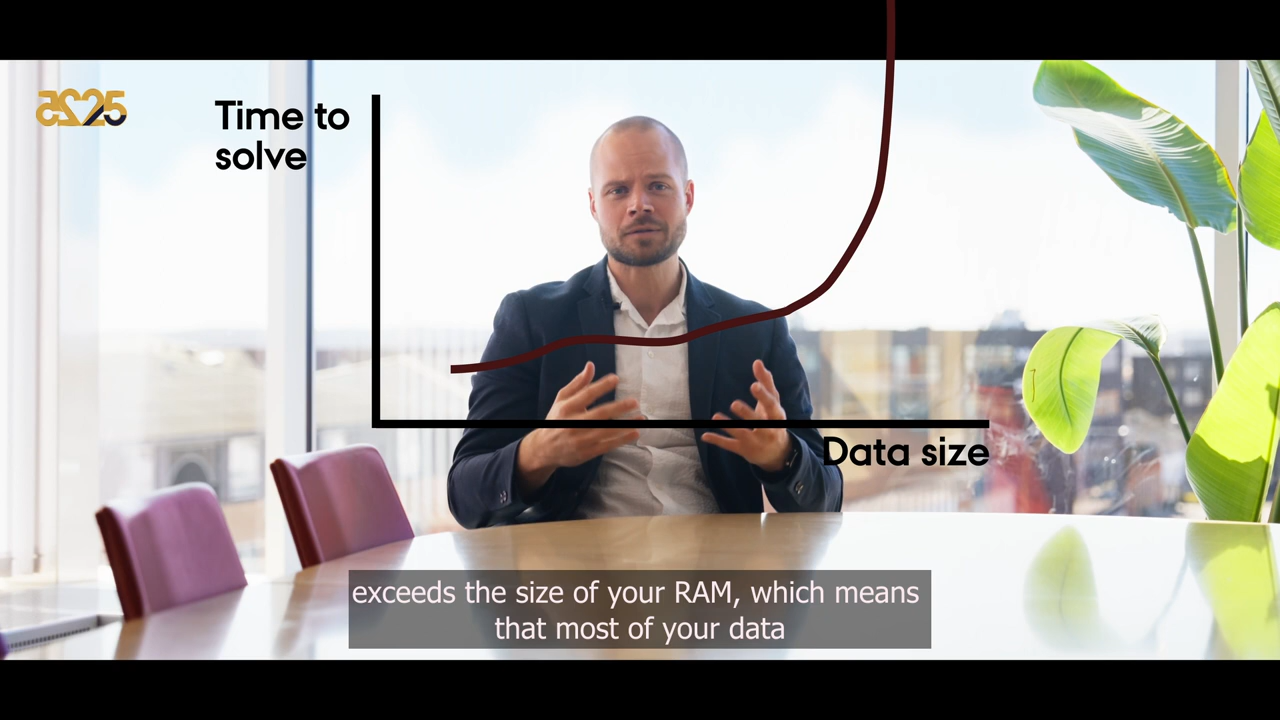 Time to
solve
Data size
exceeds the size of your RAM, which means
that most of your data